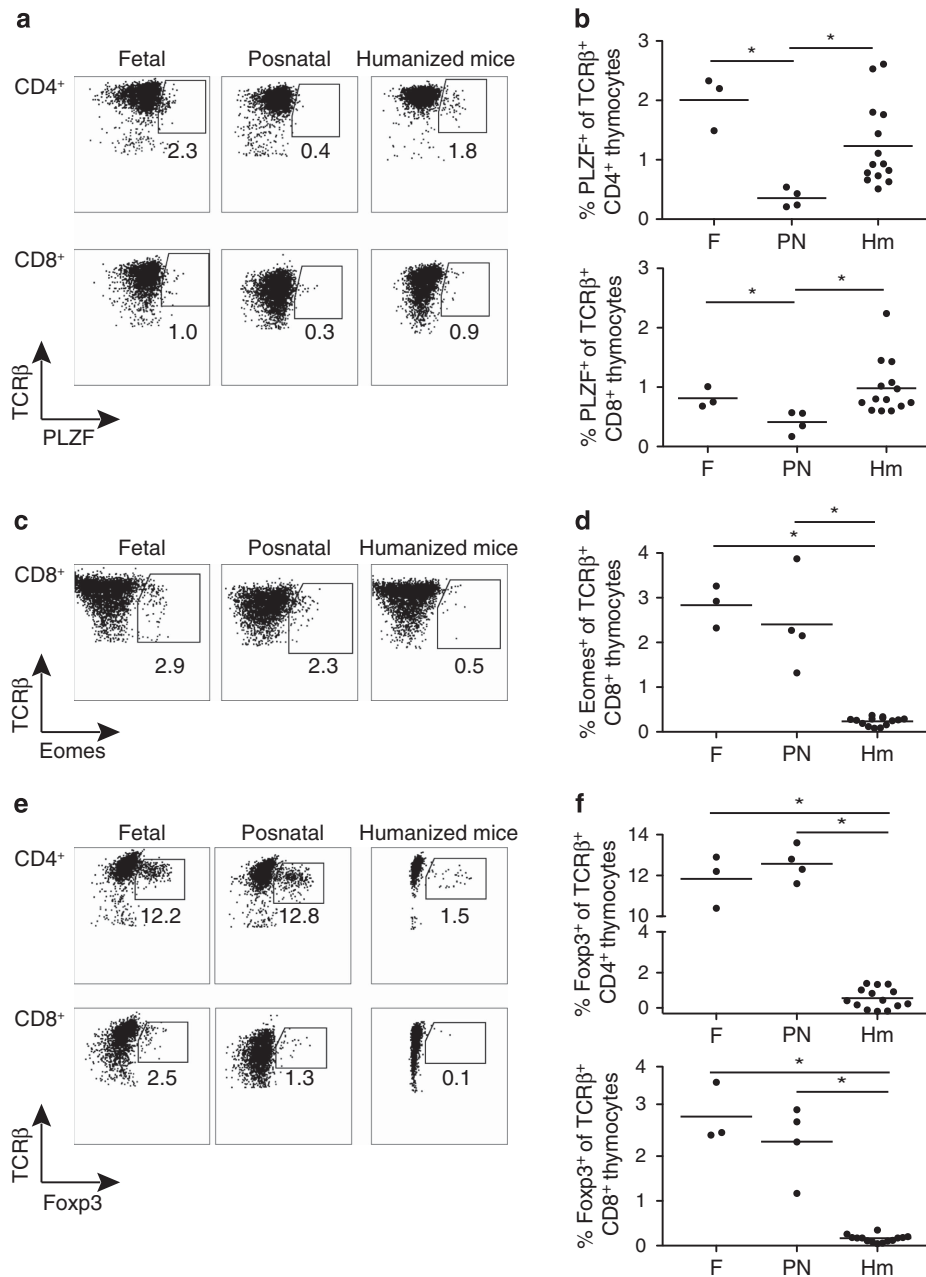 a
Fetal Posnatal Humanized mice
CD4⁺
2.3 0.4 1.8
CD8⁺
1.0 0.3 0.9
TCRβ
PLZF
b
% PLZF⁺ of TCRβ⁺
CD4⁺ thymocytes
3
2
1
0
* *
F PN Hm
% PLZF⁺ of TCRβ⁺
CD8⁺ thymocytes
3
2
1
0
* *
F PN Hm
c
Fetal Posnatal Humanized mice
CD8⁺
2.9 2.3 0.5
TCRβ
Eomes
d
% Eomes⁺ of TCRβ⁺
CD8⁺ thymocytes
4
3
2
1
0
*
*
F PN Hm
e
Fetal Posnatal Humanized mice
CD4⁺
12.2 12.8 1.5
CD8⁺
2.5 1.3 0.1
TCRβ
Foxp3
f
% Foxp3⁺ of TCRβ⁺
CD4⁺ thymocytes
14
12
10
4
2
0
*
*
F PN Hm
% Foxp3⁺ of TCRβ⁺
CD8⁺ thymocytes
3
2
1
0
*
*
F PN Hm